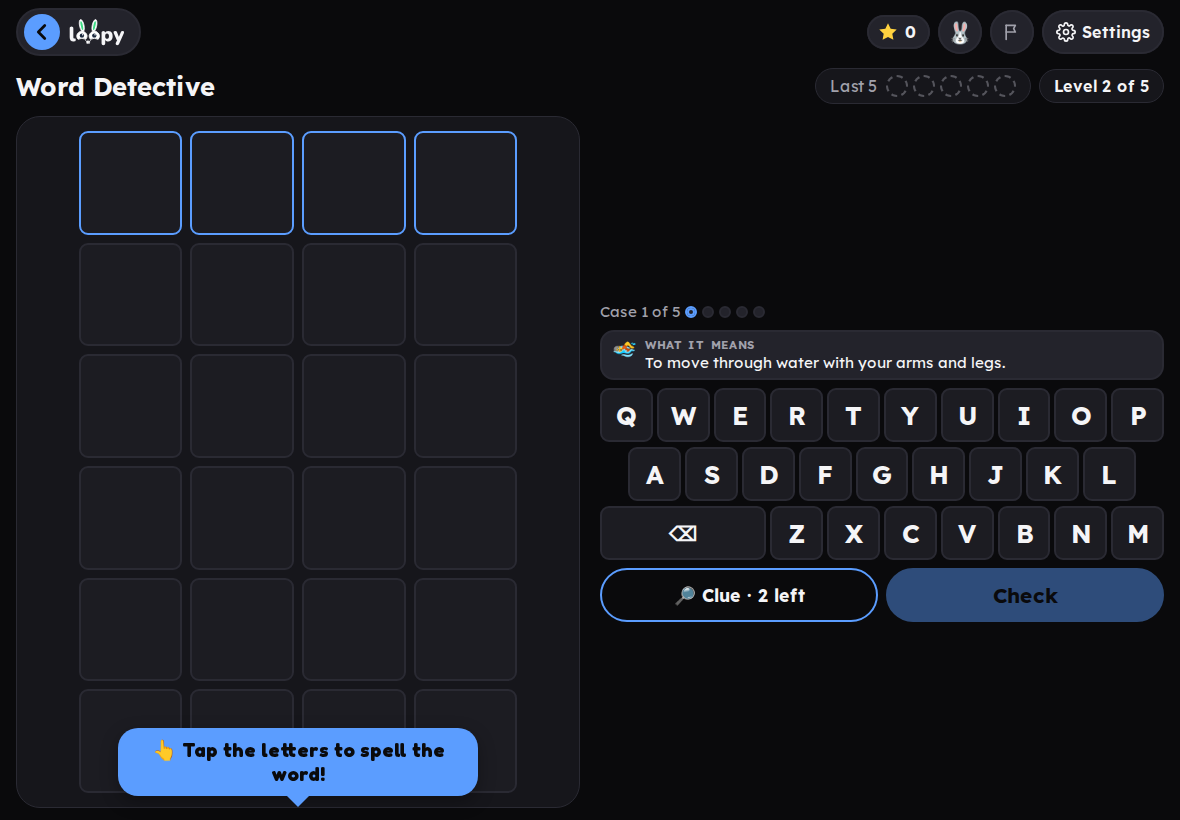 loopy
0
Settings
Word Detective
Last 5
Level 2 of 5
Case 1 of 5
WHAT IT MEANS
To move through water with your arms and legs.
Q W E R T Y U I O P
A S D F G H J K L
Z X C V B N M
Clue · 2 left
Check
Tap the letters to spell the
word!